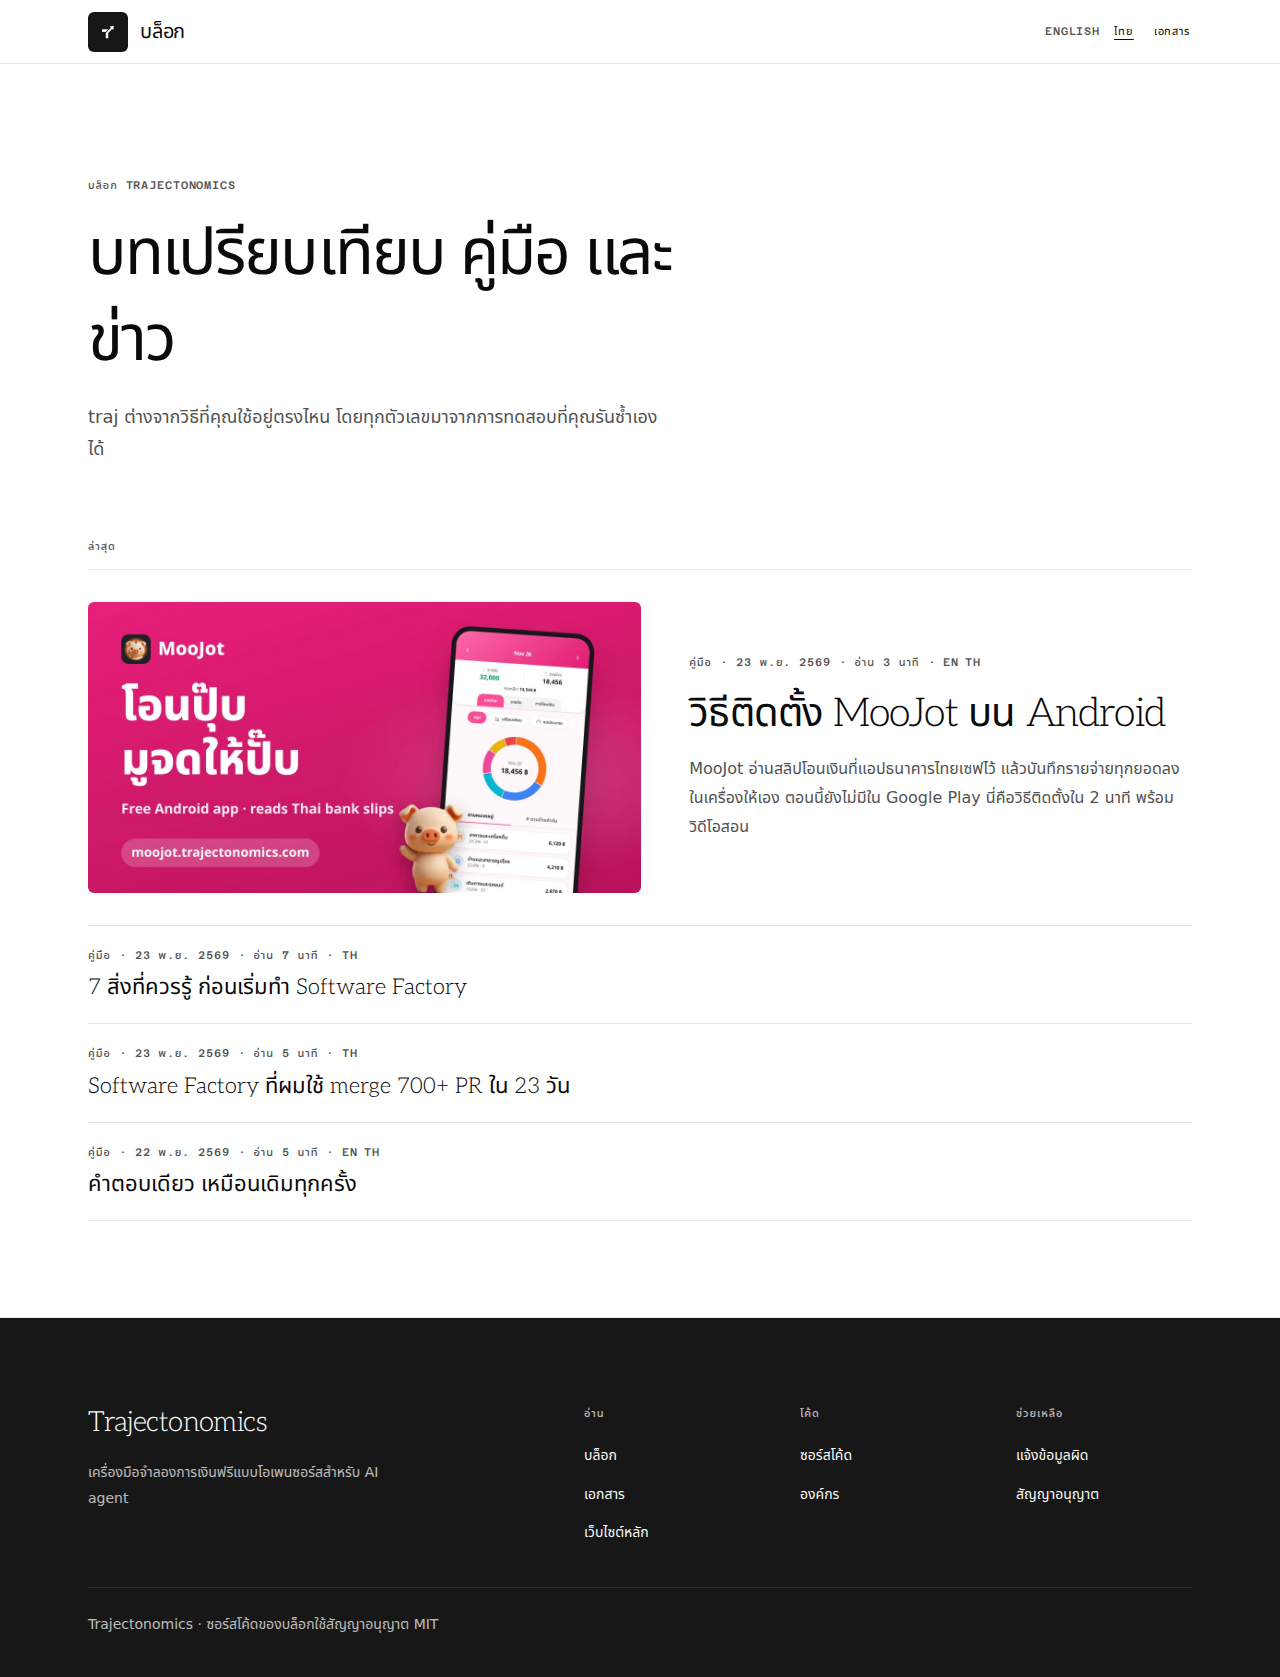 บล็อก
ENGLISH ไทย เอกสาร
บล็อก TRAJECTONOMICS
บทเปรียบเทียบ คู่มือ และ
ข่าว
traj ต่างจากวิธีที่คุณใช้อยู่ตรงไหน โดยทุกตัวเลขมาจากการทดสอบที่คุณรันซ้ำเอง
ได้
ล่าสุด
MooJot
โอนปุ๊บ
มูจดให้ปั๊บ
Free Android app · reads Thai bank slips
moojot.trajectonomics.com
Nov 26
32,000
18,456
Nov 26
18,456 ฿
6,120 ฿
4,210 ฿
2,870 ฿
คู่มือ · 23 พ.ย. 2569 · อ่าน 3 นาที · EN TH
วิธีติดตั้ง MooJot บน Android
MooJot อ่านสลิปโอนเงินที่แอปธนาคารไทยเซฟไว้ แล้วบันทึกรายจ่ายทุกยอดลง
ในเครื่องให้เอง ตอนนี้ยังไม่มีใน Google Play นี่คือวิธีติดตั้งใน 2 นาที พร้อม
วิดีโอสอน
คู่มือ · 23 พ.ย. 2569 · อ่าน 7 นาที · TH
7 สิ่งที่ควรรู้ ก่อนเริ่มทำ Software Factory
คู่มือ · 23 พ.ย. 2569 · อ่าน 5 นาที · TH
Software Factory ที่ผมใช้ merge 700+ PR ใน 23 วัน
คู่มือ · 22 พ.ย. 2569 · อ่าน 5 นาที · EN TH
คำตอบเดียว เหมือนเดิมทุกครั้ง
Trajectonomics
เครื่องมือจำลองการเงินฟรีแบบโอเพนซอร์สสำหรับ AI
agent
อ่าน
บล็อก
เอกสาร
เว็บไซต์หลัก
โค้ด
ซอร์สโค้ด
องค์กร
ช่วยเหลือ
แจ้งข้อมูลผิด
สัญญาอนุญาต
Trajectonomics · ซอร์สโค้ดของบล็อกใช้สัญญาอนุญาต MIT